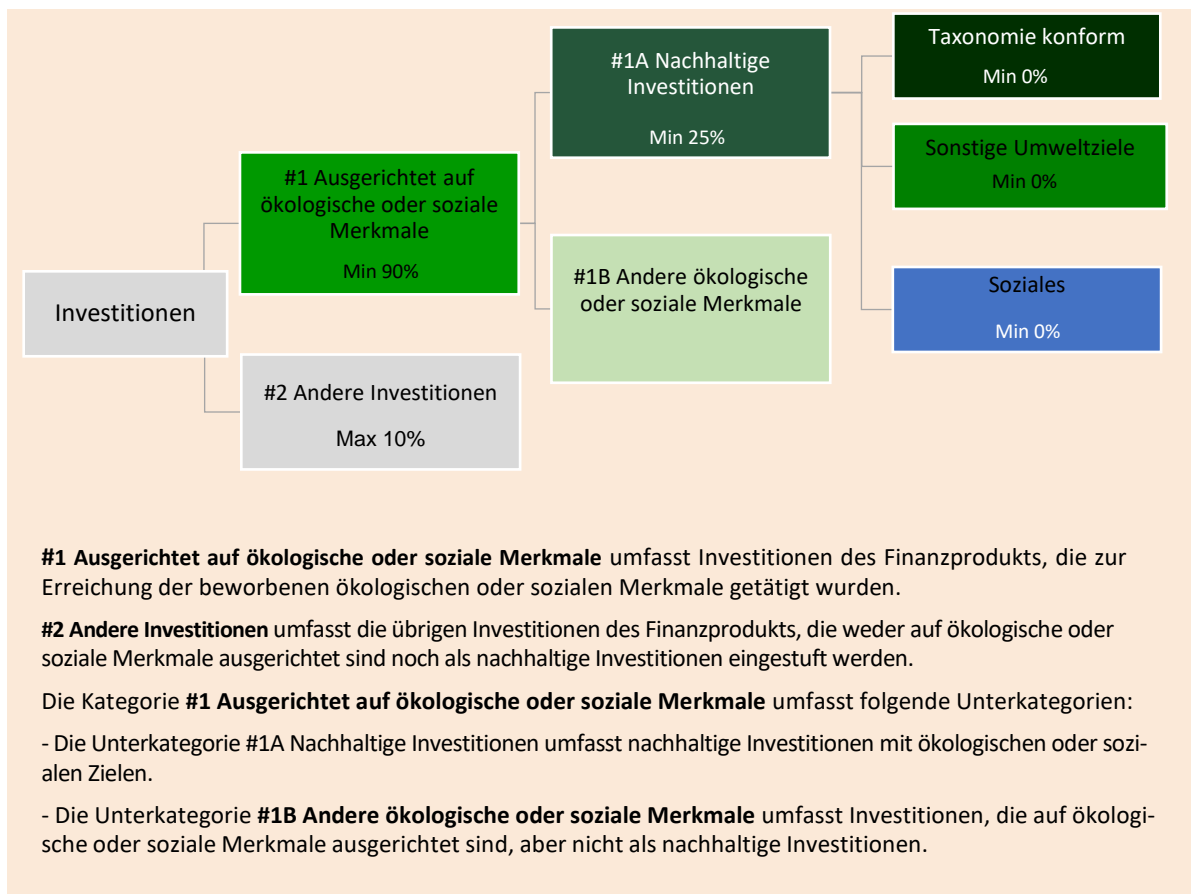 Investitionen
#1 Ausgerichtet auf
ökologische oder soziale
Merkmale
Min 90%
#2 Andere Investitionen
Max 10%
#1A Nachhaltige
Investitionen
Min 25%
#1B Andere ökologische
oder soziale Merkmale
Taxonomie konform
Min 0%
Sonstige Umweltziele
Min 0%
Soziales
Min 0%
#1 Ausgerichtet auf ökologische oder soziale Merkmale umfasst Investitionen des Finanzprodukts, die zur
Erreichung der beworbenen ökologischen oder sozialen Merkmale getätigt wurden.
#2 Andere Investitionen umfasst die übrigen Investitionen des Finanzprodukts, die weder auf ökologische oder
soziale Merkmale ausgerichtet sind noch als nachhaltige Investitionen eingestuft werden.
Die Kategorie #1 Ausgerichtet auf ökologische oder soziale Merkmale umfasst folgende Unterkategorien:
- Die Unterkategorie #1A Nachhaltige Investitionen umfasst nachhaltige Investitionen mit ökologischen oder sozi-
alen Zielen.
- Die Unterkategorie #1B Andere ökologische oder soziale Merkmale umfasst Investitionen, die auf ökologi-
sche oder soziale Merkmale ausgerichtet sind, aber nicht als nachhaltige Investitionen.